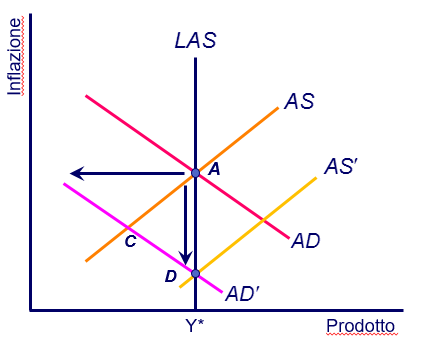 Inflazione
LAS
AS
A
AS′
C
AD
D
AD′
Y*
Prodotto